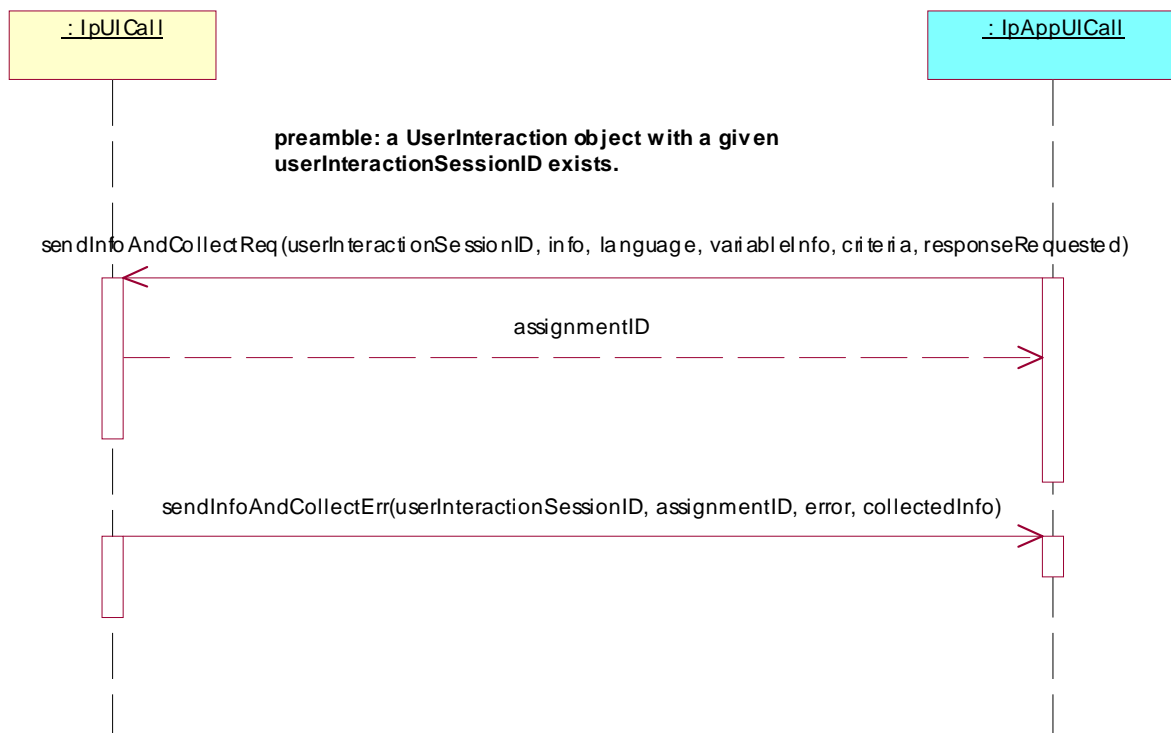 : IpUICall
: IpAppUICall
preamble: a UserInteraction object with a given
userInteractionSessionID exists.
sendInfoAndCollectReq(userInteractionSessionID, info, language, variableInfo, criteria, responseRequested)
assignmentID
sendInfoAndCollectErr(userInteractionSessionID, assignmentID, error, collectedInfo)